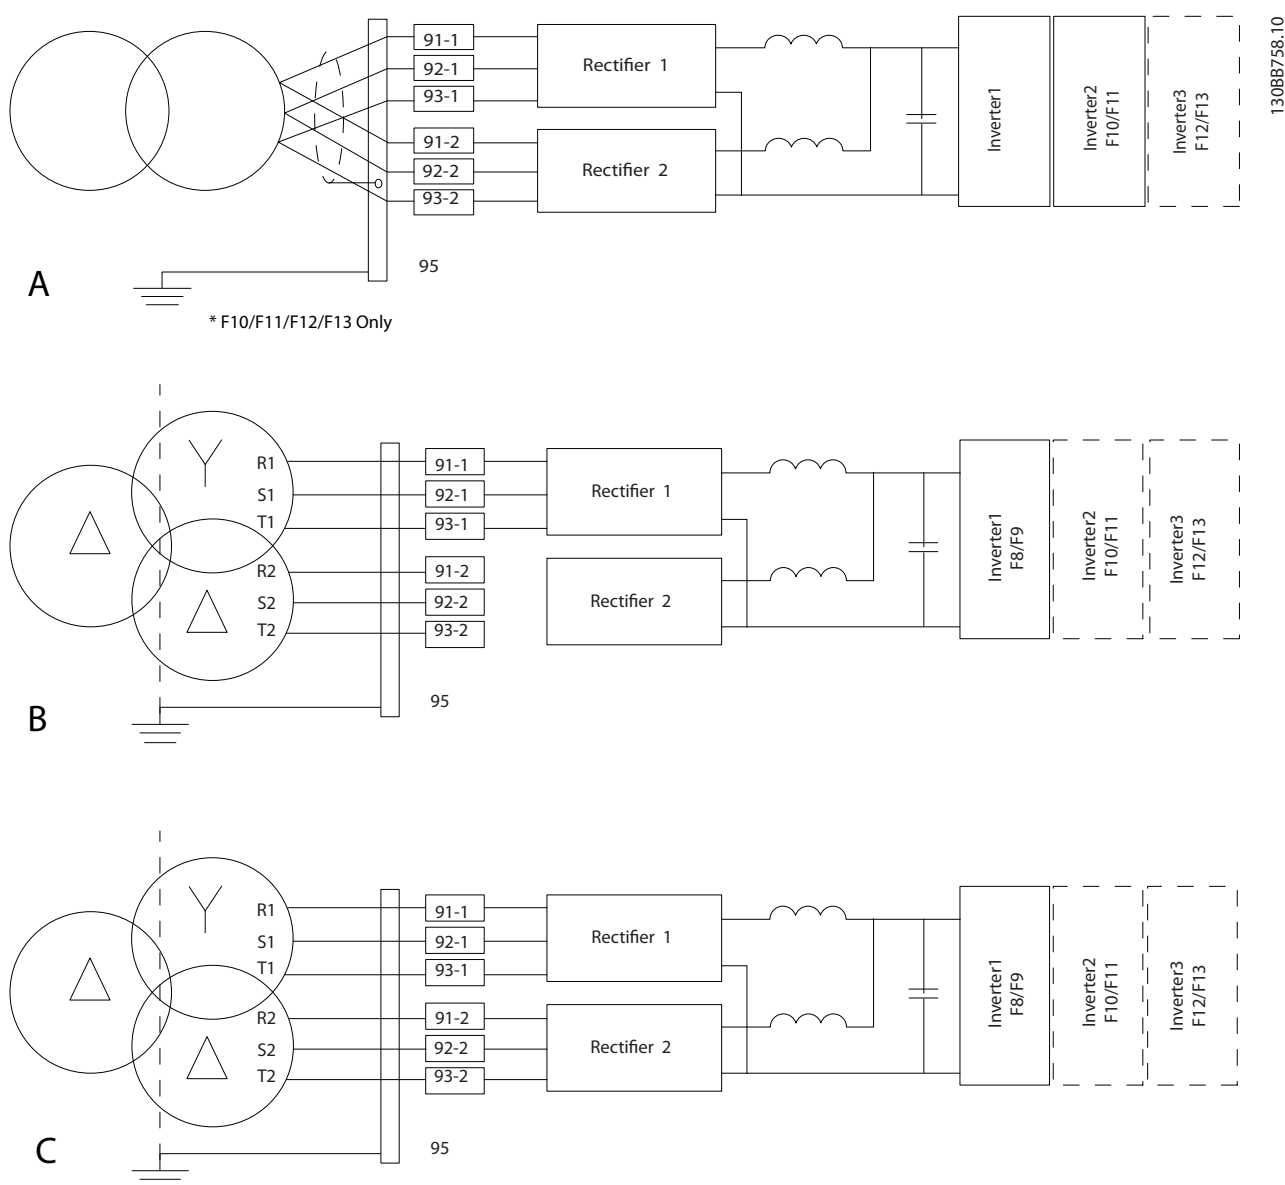 130BB758.10
91-1
92-1
93-1
91-2
92-2
93-2
Rectifier 1
Rectifier 2
Inverter1
Inverter2
F10/F11
Inverter3
F12/F13
95
A
* F10/F11/F12/F13 Only
R1
S1
T1
R2
S2
T2
91-1
92-1
93-1
91-2
92-2
93-2
Rectifier 1
Rectifier 2
Inverter1
F8/F9
Inverter2
F10/F11
Inverter3
F12/F13
95
B
R1
S1
T1
R2
S2
T2
91-1
92-1
93-1
91-2
92-2
93-2
Rectifier 1
Rectifier 2
Inverter1
F8/F9
Inverter2
F10/F11
Inverter3
F12/F13
95
C